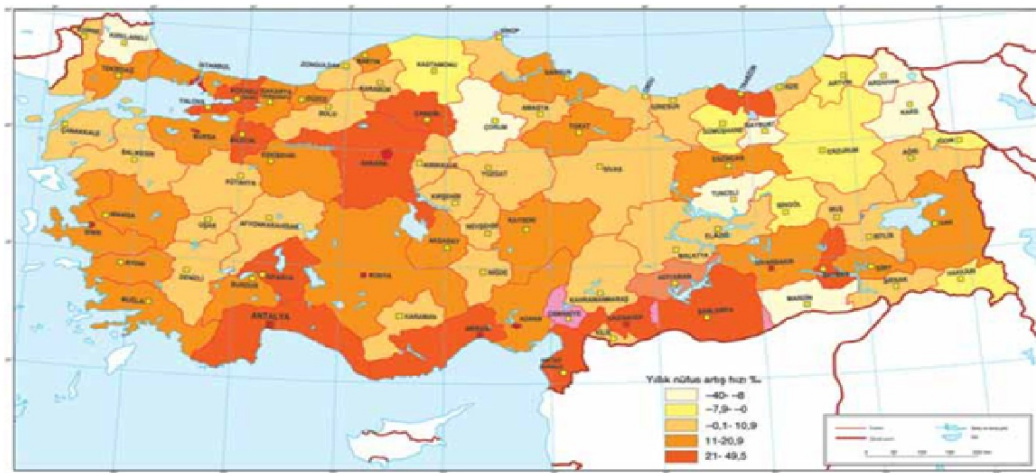 SİNOP
KIRKLARELİ
TEKİRDAĞ
İSTANBUL
ZONGULDAK
BARTIN
KASTAMONU
SAMSUN
ORDU
TRABZON
RİZE
ARTVİN
ARDAHAN
KARS
KOCAELİ
SAKARYA
YALOVA
DÜZCE
BOLU
KARABÜK
ÇANKIRI
ÇORUM
AMASYA
TOKAT
GİRESUN
GÜMÜŞHANE
BAYBURT
ERZURUM
IĞDIR
AĞRI
ÇANAKKALE
BALIKESİR
BURSA
BİLECİK
ESKİŞEHİR
ANKARA
KIRIKKALE
YOZGAT
SİVAS
ERZİNCAN
TUNCELİ
BİNGÖL
MUŞ
KÜTAHYA
KIRŞEHİR
MANİSA
İZMİR
UŞAK
AFYONKARAHİSAR
NEVŞEHİR
KAYSERİ
AKSARAY
ELAZIĞ
MALATYA
BİTLİS
VAN
AYDIN
DENİZLİ
BURDUR
ISPARTA
KONYA
NİĞDE
KAHRAMANMARAŞ
ADIYAMAN
DİYARBAKIR
BATMAN
SİİRT
ŞIRNAK
HAKKARİ
MUĞLA
ANTALYA
KARAMAN
MERSİN
ADANA
OSMANİYE
GAZİANTEP
KİLİS
ŞANLIURFA
MARDİN
Yıllık nüfus artış hızı ‰
–40- –8
–7,9- –0
–0,1- 10,9
11-20,9
21- 49,5